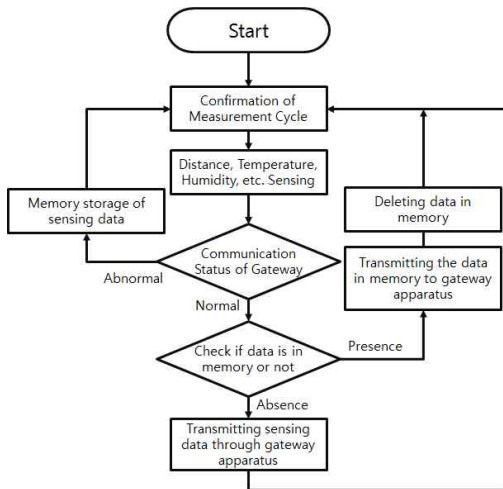 Start
Confirmation of
Measurement Cycle
Distance, Temperature,
Humidity, etc. Sensing
Memory storage of
sensing data
Deleting data in
memory
Communication
Status of Gateway
Transmitting the data
in memory to gateway
apparatus
Abnormal
Normal
Check if data is in
memory or not
Presence
Absence
Transmitting sensing
data through gateway
apparatus